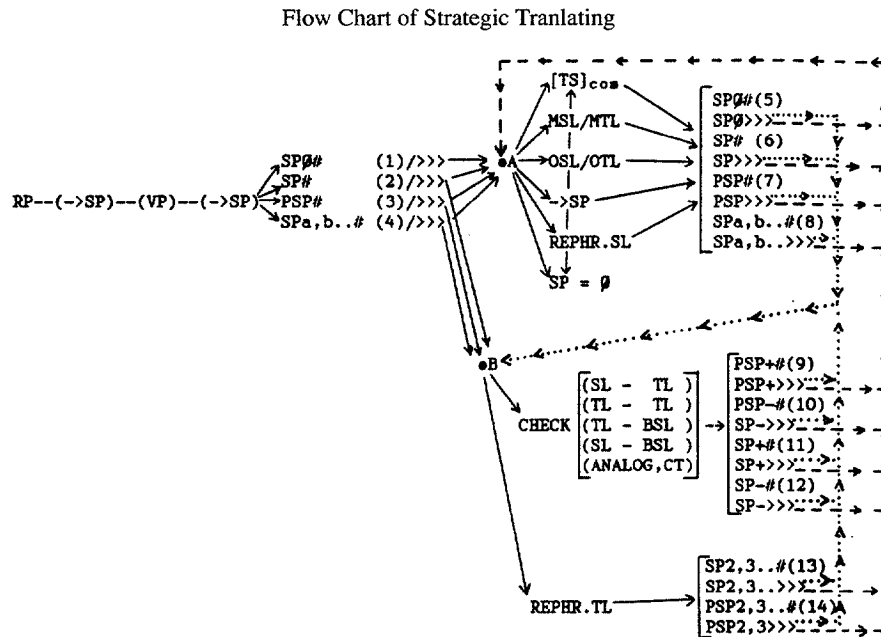 Flow Chart of Strategic Tranlating
[TS]com
MSL/MTL
●A OSL/OTL
->SP
REPHR.SL
SP = Ø
SPØ#(5)
SPØ>>>
SP# (6)
SP>>>
PSP#(7)
PSP>>>
SPa,b..#(8)
SPa,b..>>>
SPØ# (1)/>>>
SP# (2)/>>>
RP--(->SP)--(VP)--(->SP) PSP# (3)/>>>
SPa,b..# (4)/>>>
●B
CHECK
(SL - TL )
(TL - TL )
(TL - BSL )
(SL - BSL )
(ANALOG,CT)
PSP+#(9)
PSP+>>>
PSP-#(10)
SP->>>
SP+#(11)
SP+>>>
SP-#(12)
SP->>>
REPHR.TL
SP2,3..#(13)
SP2,3..>>>
PSP2,3..#(14)
PSP2,3>>>